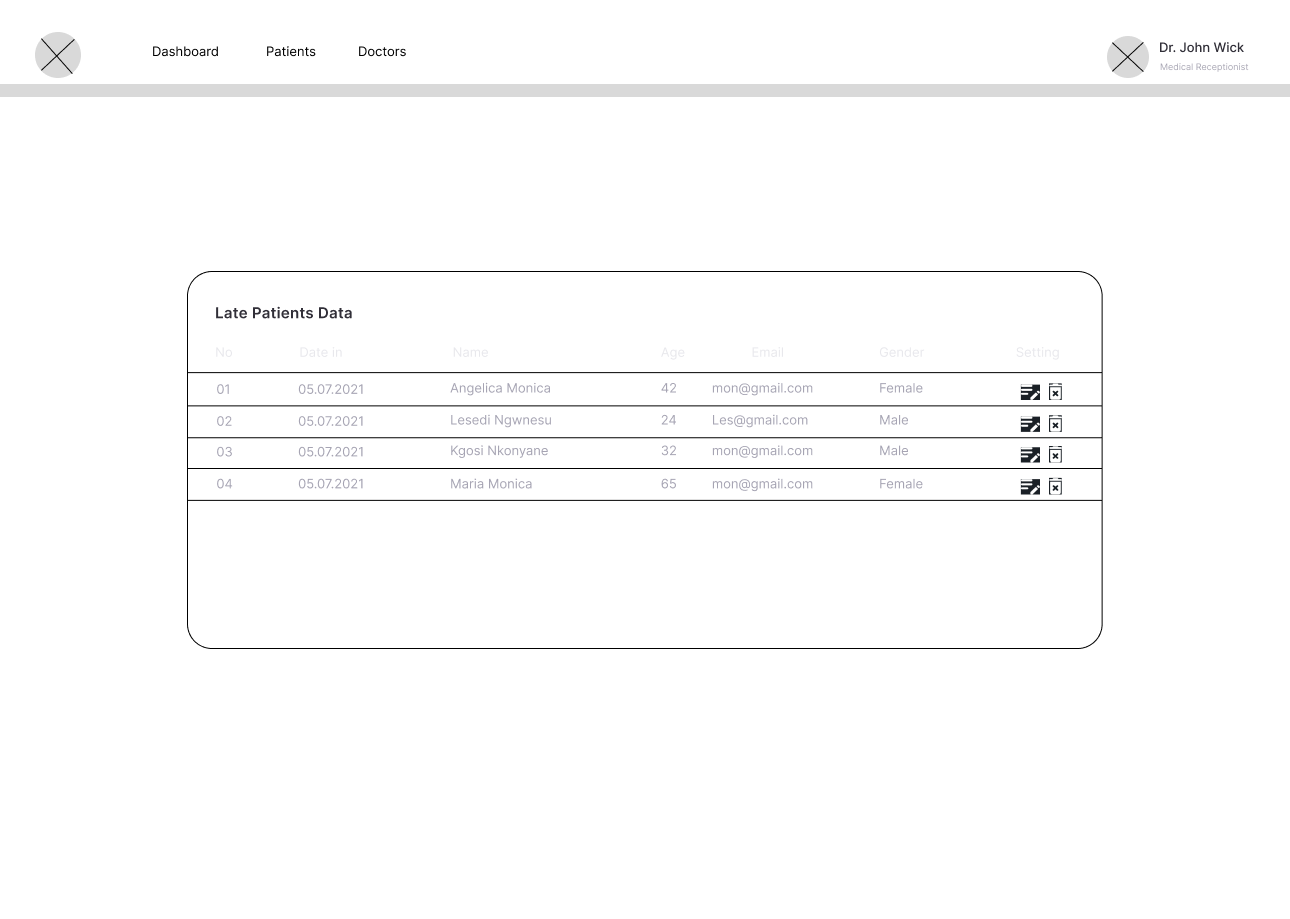 Dashboard Patients Doctors
Dr. John Wick
Medical Receptionist
Late Patients Data
No Date in Name Age Email Gender Setting
01 05.07.2021 Angelica Monica 42 mon@gmail.com Female
02 05.07.2021 Lesedi Ngwnesu 24 Les@gmail.com Male
03 05.07.2021 Kgosi Nkonyane 32 mon@gmail.com Male
04 05.07.2021 Maria Monica 65 mon@gmail.com Female